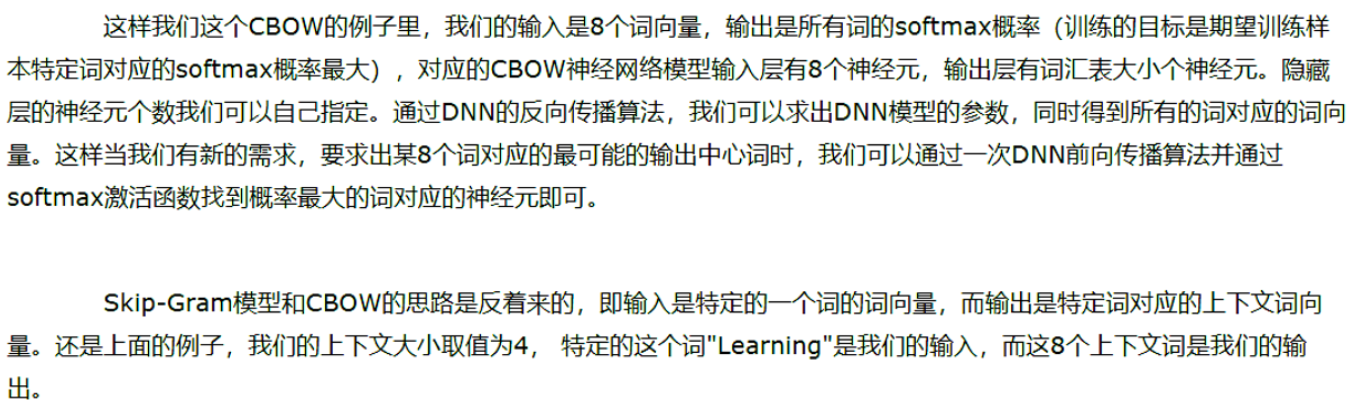 这样我们这个CBOW的例子里，我们的输入是8个词向量，输出是所有词的softmax概率（训练的目标是期望训练样
本特定词对应的softmax概率最大），对应的CBOW神经网络模型输入层有8个神经元，输出层有词汇表大小个神经元。隐藏
层的神经元个数我们可以自己指定。通过DNN的反向传播算法，我们可以求出DNN模型的参数，同时得到所有的词对应的词向
量。这样当我们有新的需求，要求出某8个词对应的最可能的输出中心词时，我们可以通过一次DNN前向传播算法并通过
softmax激活函数找到概率最大的词对应的神经元即可。
Skip-Gram模型和CBOW的思路是反着来的，即输入是特定的一个词的词向量，而输出是特定词对应的上下文词向
量。还是上面的例子，我们的上下文大小取值为4， 特定的这个词"Learning"是我们的输入，而这8个上下文词是我们的输
出。